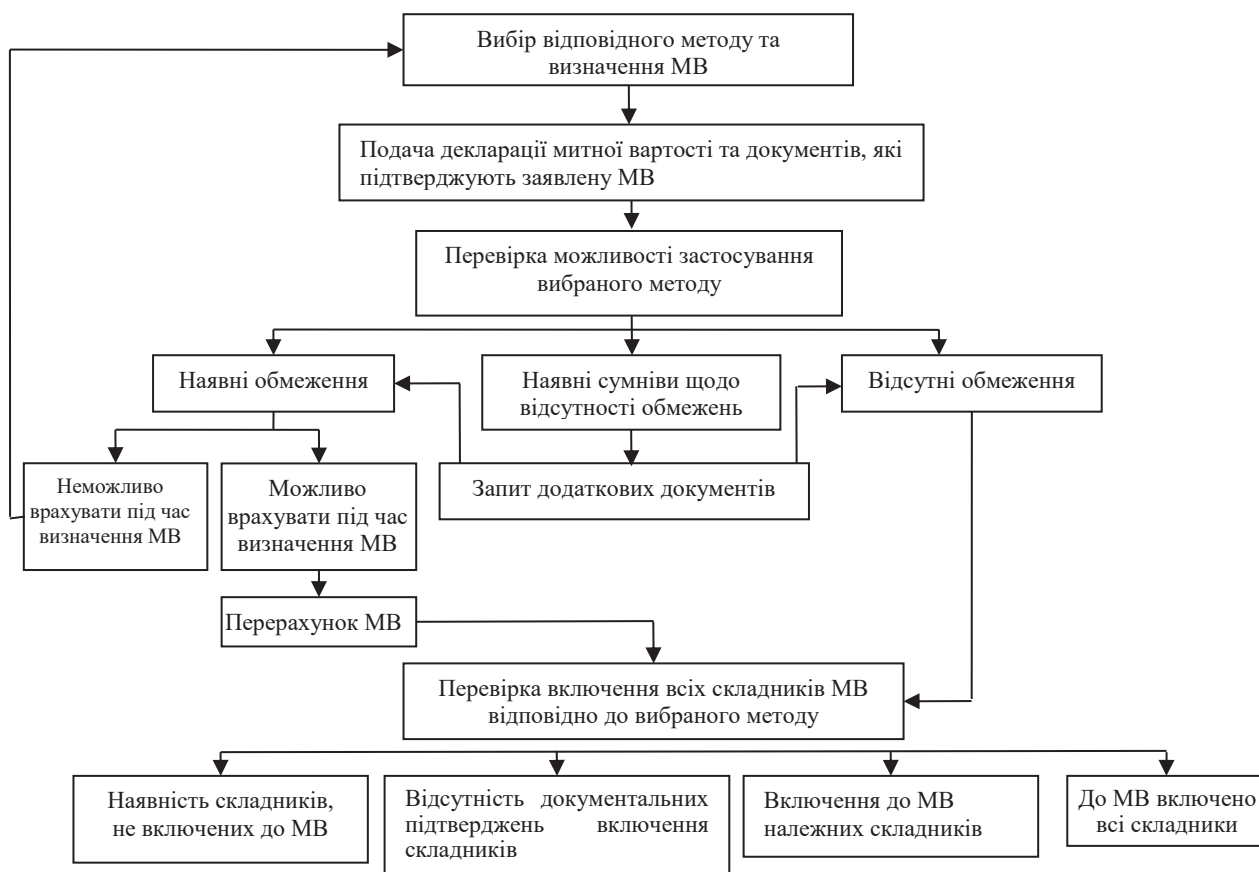 Вибір відповідного методу та
визначення МВ
Подача декларації митної вартості та документів, які
підтверджують заявлену МВ
Перевірка можливості застосування
вибраного методу
Наявні обмеження
Наявні сумніви щодо
відсутності обмежень
Відсутні обмеження
Неможливо
врахувати під час
визначення МВ
Можливо
врахувати під час
визначення МВ
Запит додаткових документів
Перерахунок МВ
Перевірка включення всіх складників МВ
відповідно до вибраного методу
Наявність складників,
не включених до МВ
Відсутність документальних
підтверджень включення
складників
Включення до МВ
належних складників
До МВ включено
всі складники